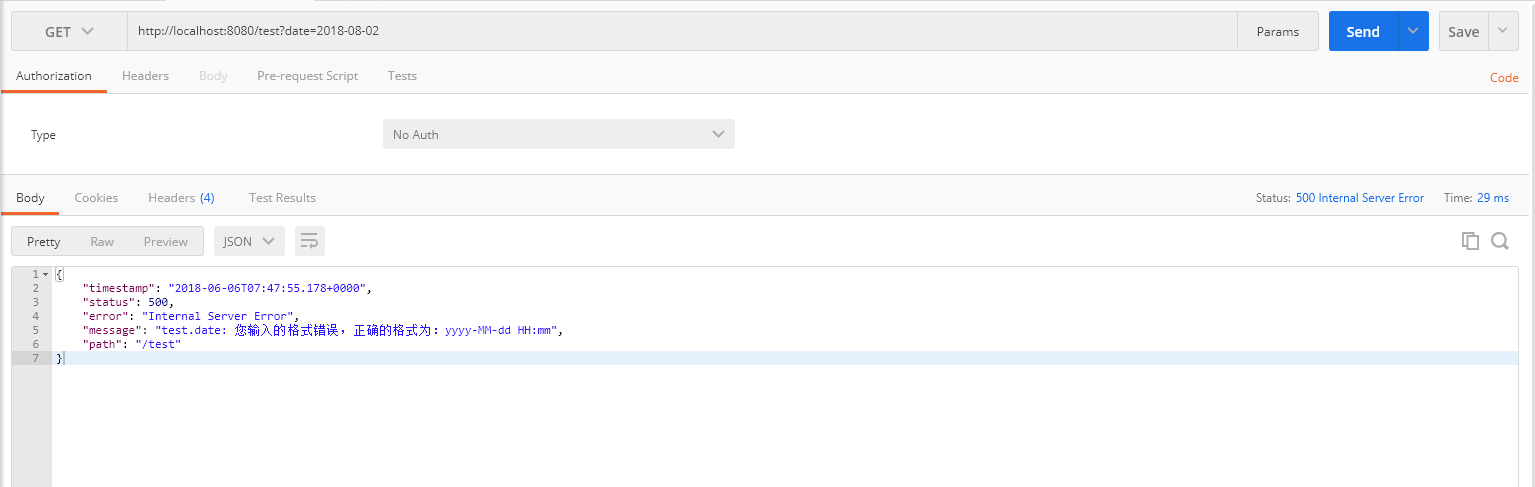 GET http://localhost:8080/test?date=2018-08-02 Params Send Save
Authorization Headers Body Pre-request Script Tests Code
Type No Auth
Body Cookies Headers (4) Test Results Status: 500 Internal Server Error Time: 29 ms
Pretty Raw Preview JSON
1 {
2 "timestamp": "2018-06-06T07:47:55.178+0000",
3 "status": 500,
4 "error": "Internal Server Error",
5 "message": "test.date: 您输入的格式错误，正确的格式为：yyyy-MM-dd HH:mm",
6 "path": "/test"
7 }